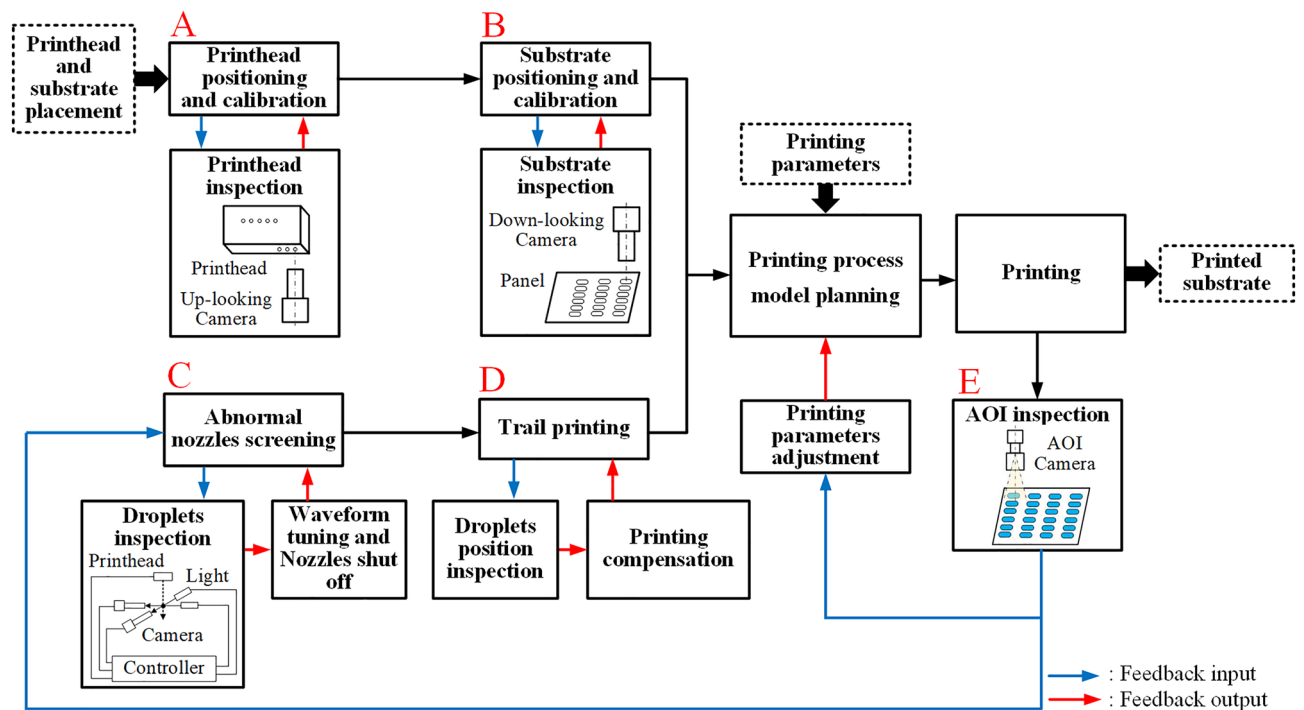 A
B
Printhead
and
substrate
placement
Printhead
positioning
and calibration
Substrate
positioning and
calibration
Printhead
inspection
Printhead
Up-looking
Camera
Substrate
inspection
Down-looking
Camera
Panel
Printing
parameters
Printing process
model planning
Printing
Printed
substrate
C
D
E
Abnormal
nozzles screening
Trail printing
Printing
parameters
adjustment
AOI inspection
AOI
Camera
Droplets
inspection
Printhead
Light
Camera
Controller
Waveform
tuning and
Nozzles shut
off
Droplets
position
inspection
Printing
compensation
: Feedback input
: Feedback output